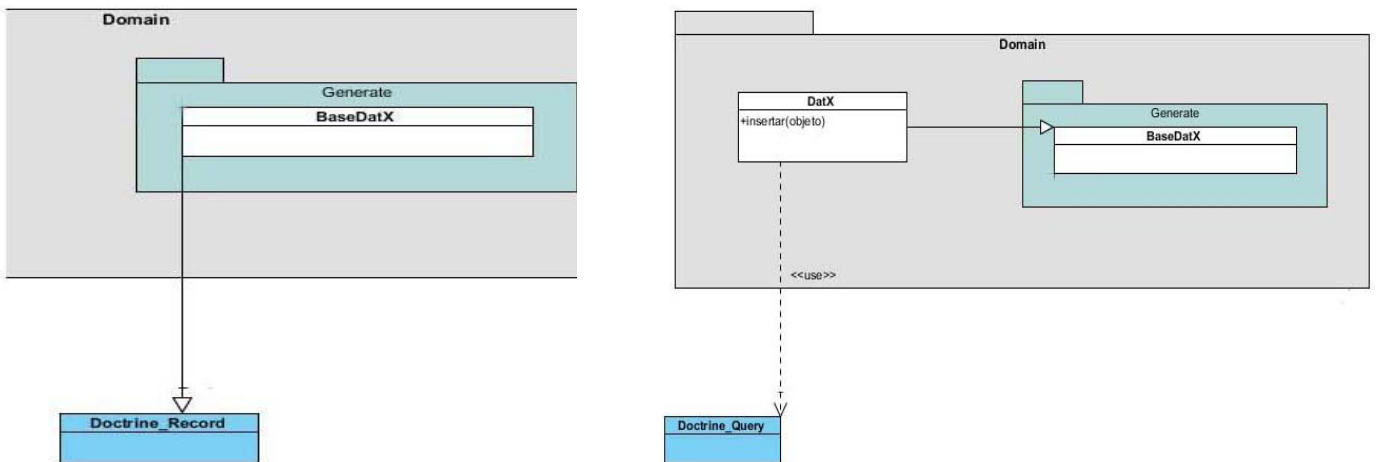 Domain
Generate
BaseDatX
Doctrine_Record
Domain
DatX
+insertar(objeto)
Generate
BaseDatX
<<use>>
Doctrine_Query